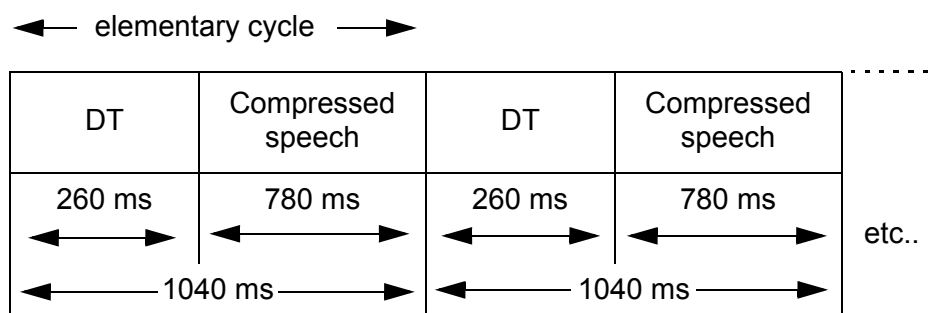 elementary cycle
DT Compressed speech DT Compressed speech
260 ms 780 ms 260 ms 780 ms
etc..
1040 ms 1040 ms